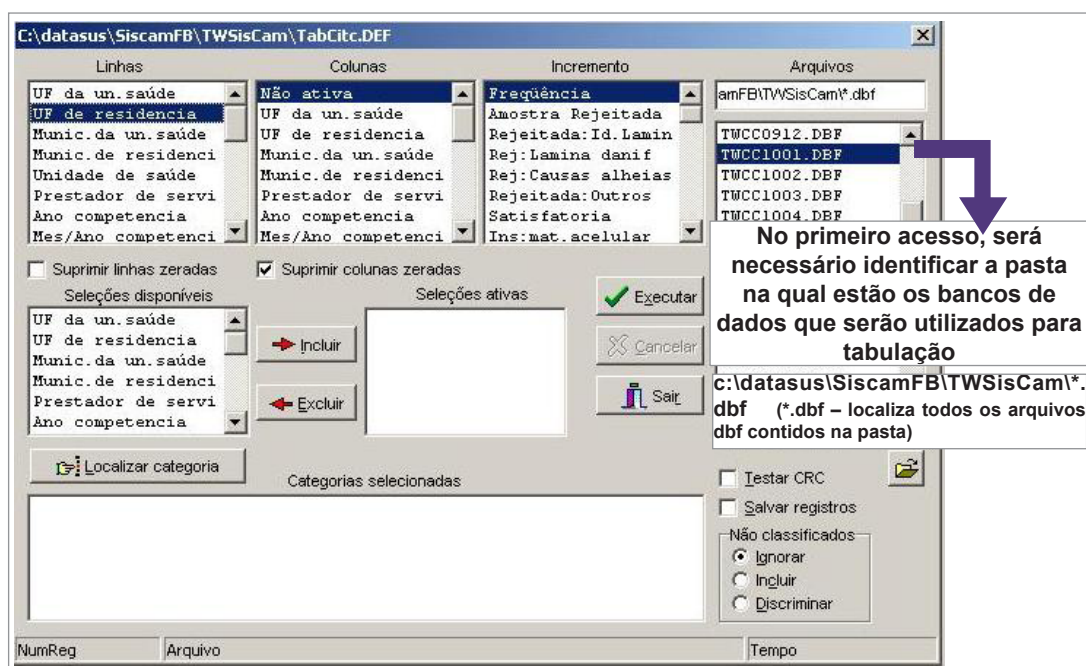 C:\datasus\SiscamFB\TWSisCam\TabCitc.DEF
Linhas
UF da un.saúde
UF de residencia
Munic.da un.saúde
Munic.de residenci
Unidade de saúde
Prestador de servi
Ano competencia
Mes/Ano competenci
Colunas
Não ativa
UF da un.saúde
UF de residencia
Munic.da un.saúde
Munic.de residenci
Prestador de servi
Ano competencia
Mes/Ano competenci
Incremento
Freqüência
Amostra Rejeitada
Rejeitada:Id.Lamin
Rej:Lamina danif
Rej:Causas alheias
Rejeitada:Outros
Satisfatoria
Ins:mat.acelular
Arquivos
amFB\TWSisCam\*.dbf
TWCC0912.DBF
TWCC1001.DBF
TWCC1002.DBF
TWCC1003.DBF
TWCC1004.DBF
No primeiro acesso, será
necessário identificar a pasta
na qual estão os bancos de
dados que serão utilizados para
tabulação
c:\datasus\SiscamFB\TWSisCam\*.
dbf (*.dbf – localiza todos os arquivos
dbf contidos na pasta)
Suprimir linhas zeradas
Suprimir colunas zeradas
Seleções disponíveis
UF da un.saúde
UF de residencia
Munic.da un.saúde
Munic.de residenci
Prestador de servi
Ano competencia
Incluir
Excluir
Seleções ativas
Executar
Cancelar
Sair
Localizar categoria
Categorias selecionadas
Testar CRC
Salvar registros
Não classificados
Ignorar
Incluir
Discriminar
NumReg
Arquivo
Tempo